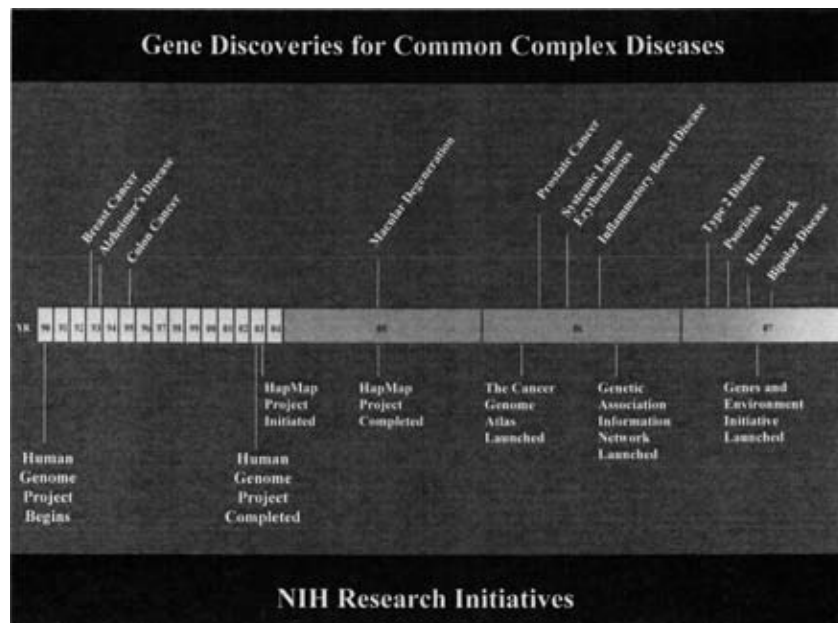 Gene Discoveries for Common Complex Diseases
Breast Cancer
Alzheimer's Disease
Colon Cancer
Macular Degeneration
Prostate Cancer
Systemic Lupus
Erythematous
Inflammatory Bowel Disease
Type 2 Diabetes
Psoriasis
Heart Attack
Bipolar Disease
YR 90 91 92 93 94 95 96 97 98 99 00 01 02 03 04 05 06 07
HapMap
Project
Initiated
HapMap
Project
Completed
The Cancer
Genome
Atlas
Launched
Genetic
Association
Information
Network
Launched
Genes and
Environment
Initiative
Launched
Human
Genome
Project
Begins
Human
Genome
Project
Completed
NIH Research Initiatives